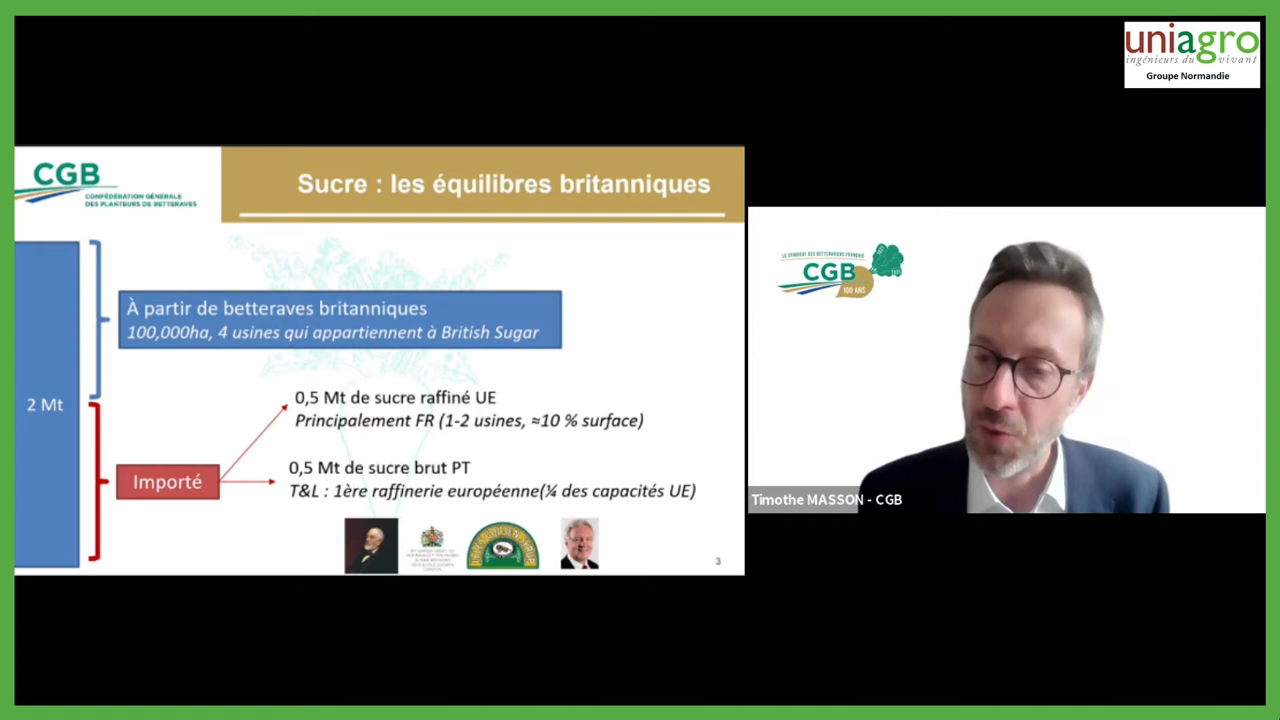 uniagro
ingénieurs du vivant
Groupe Normandie
CGB
CONFÉDÉRATION GÉNÉRALE
DES PLANTEURS DE BETTERAVES
Sucre : les équilibres britanniques
À partir de betteraves britanniques
100,000ha, 4 usines qui appartiennent à British Sugar
2 Mt
0,5 Mt de sucre raffiné UE
Principalement FR (1-2 usines, ≈10 % surface)
Importé
0,5 Mt de sucre brut PT
T&L : 1ère raffinerie européenne(¼ des capacités UE)
3
LE SYNDICAT DES BETTERAVIERS FRANÇAIS
CGB
100 ANS
Timothe MASSON - CGB